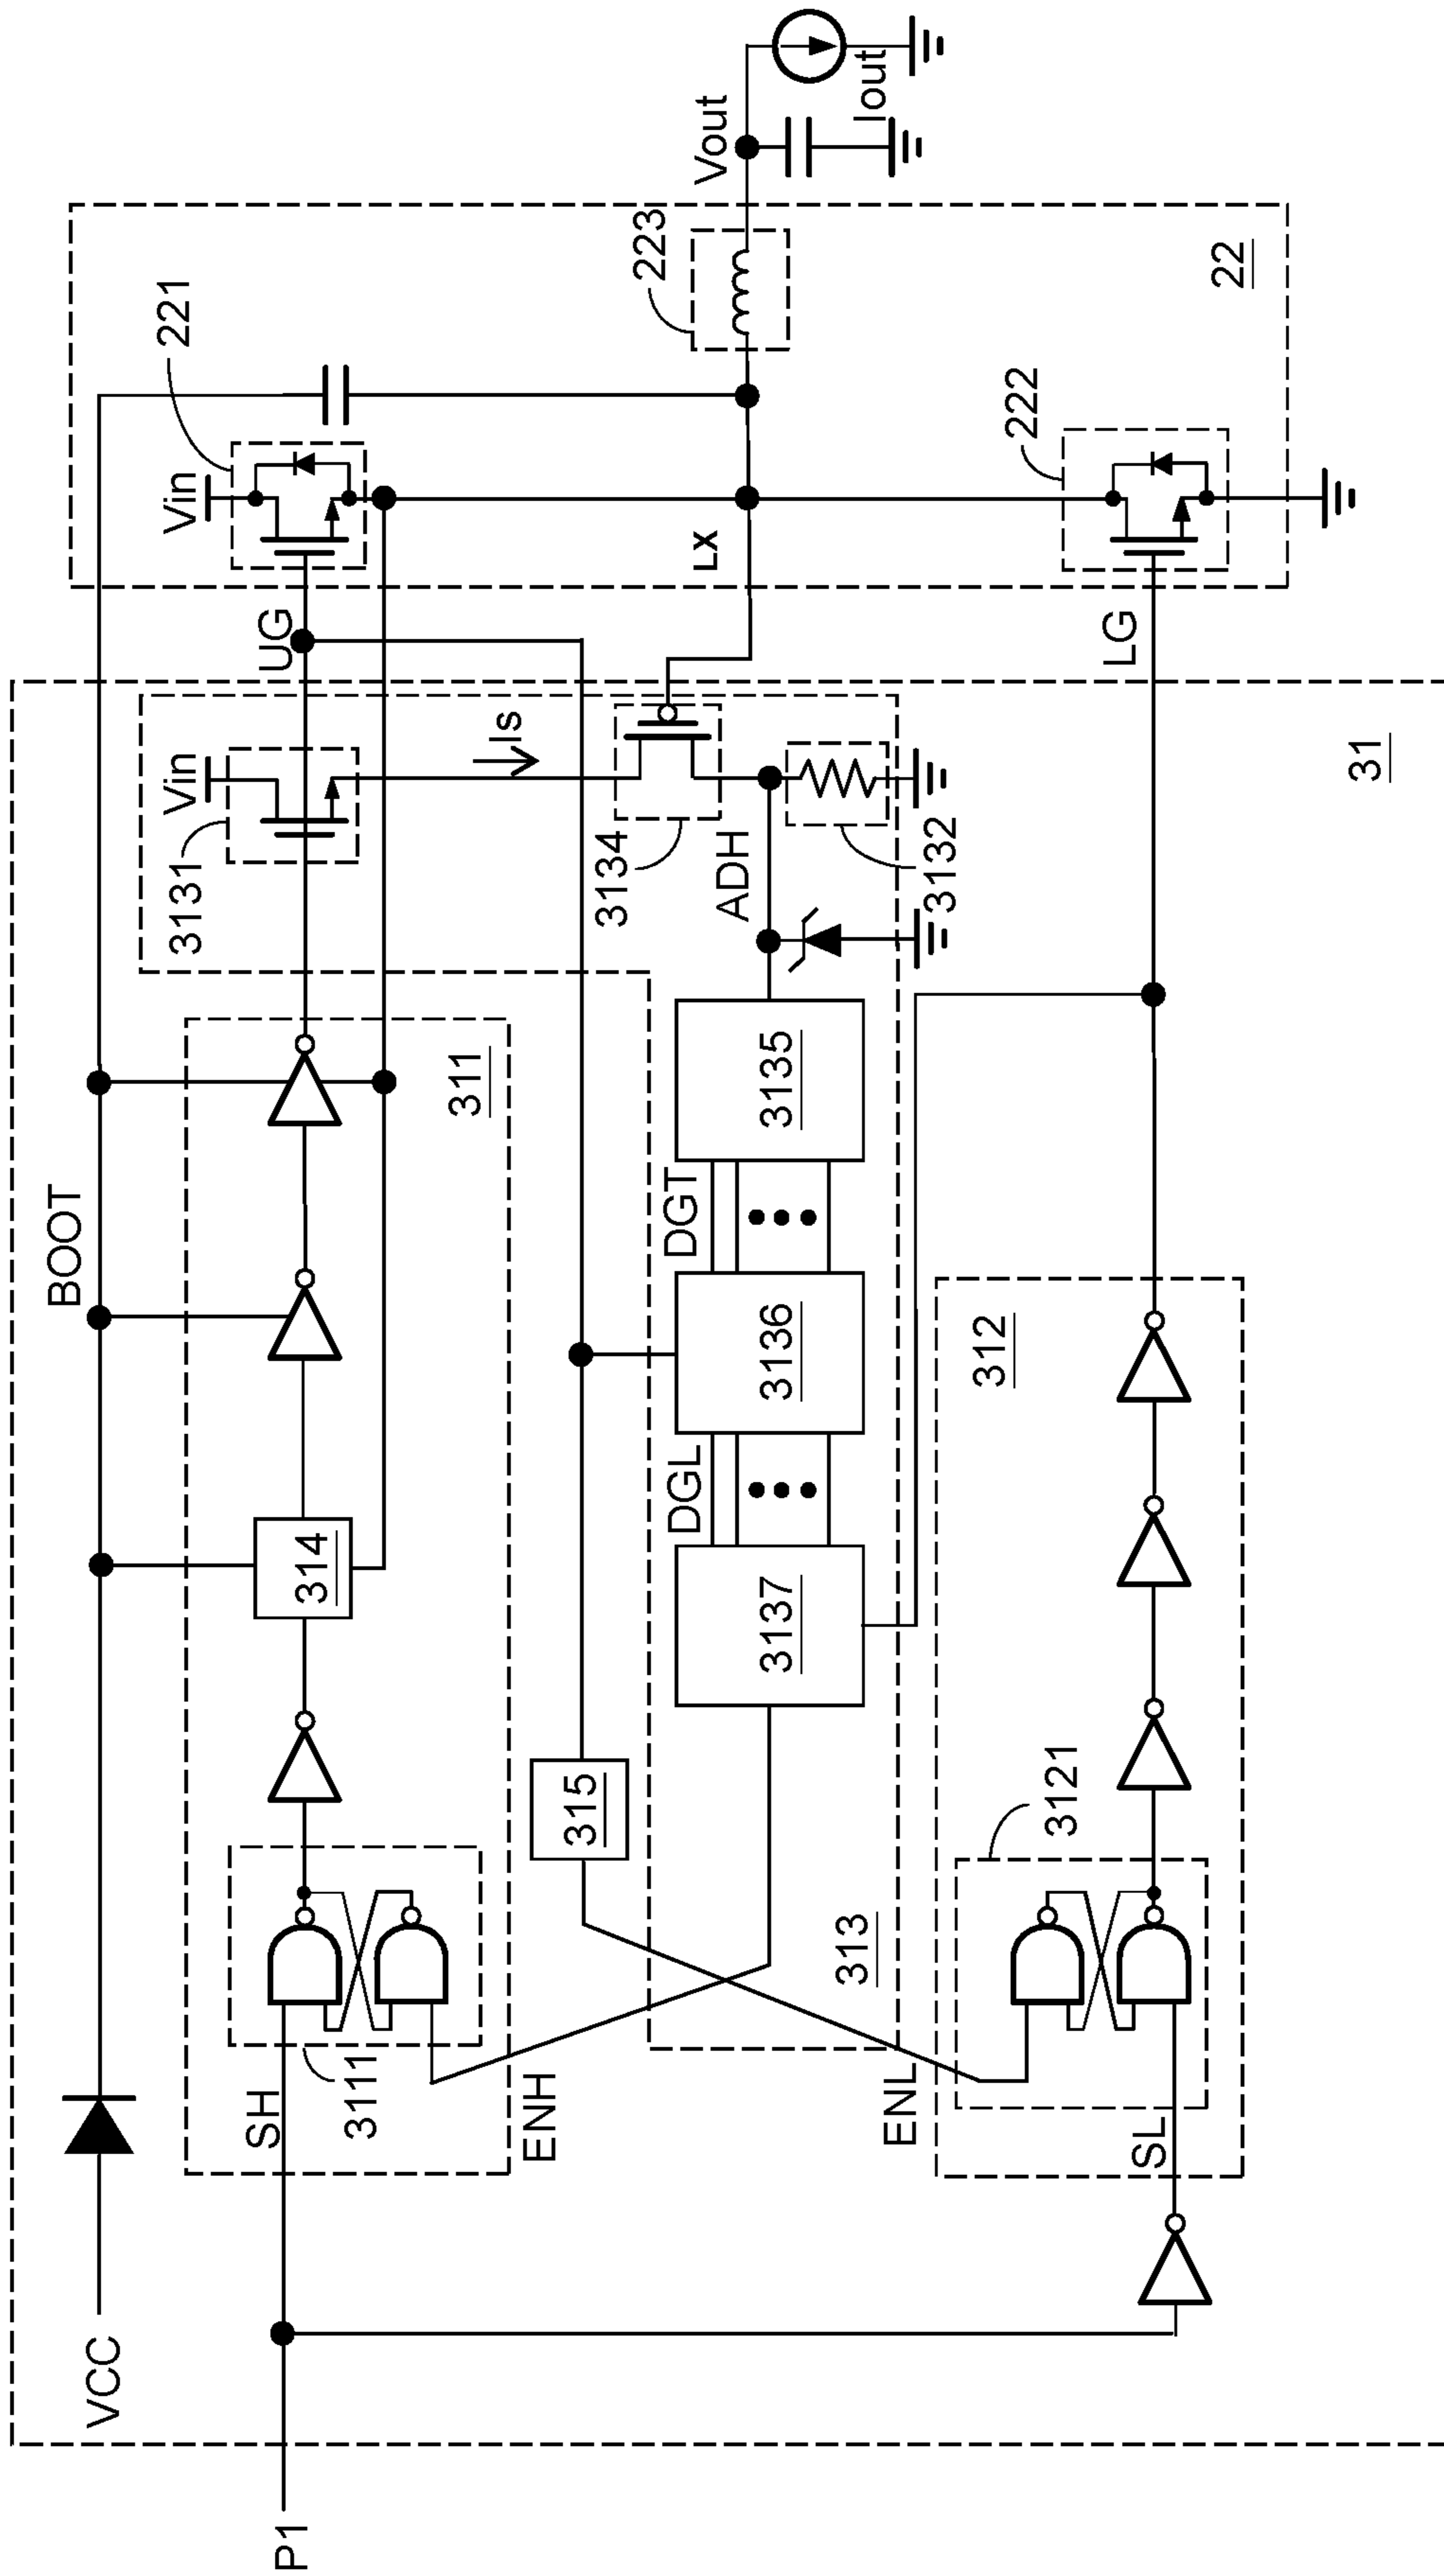 P1
VCC
BOOT
SH
3111
ENH
311
314
315
UG
Vin
3131
Is
3134
ADH
3132
3135
DGT
3136
DGL
3137
313
Vin
221
LX
223
Vout
Iout
222
22
LG
312
3121
ENL
SL
31